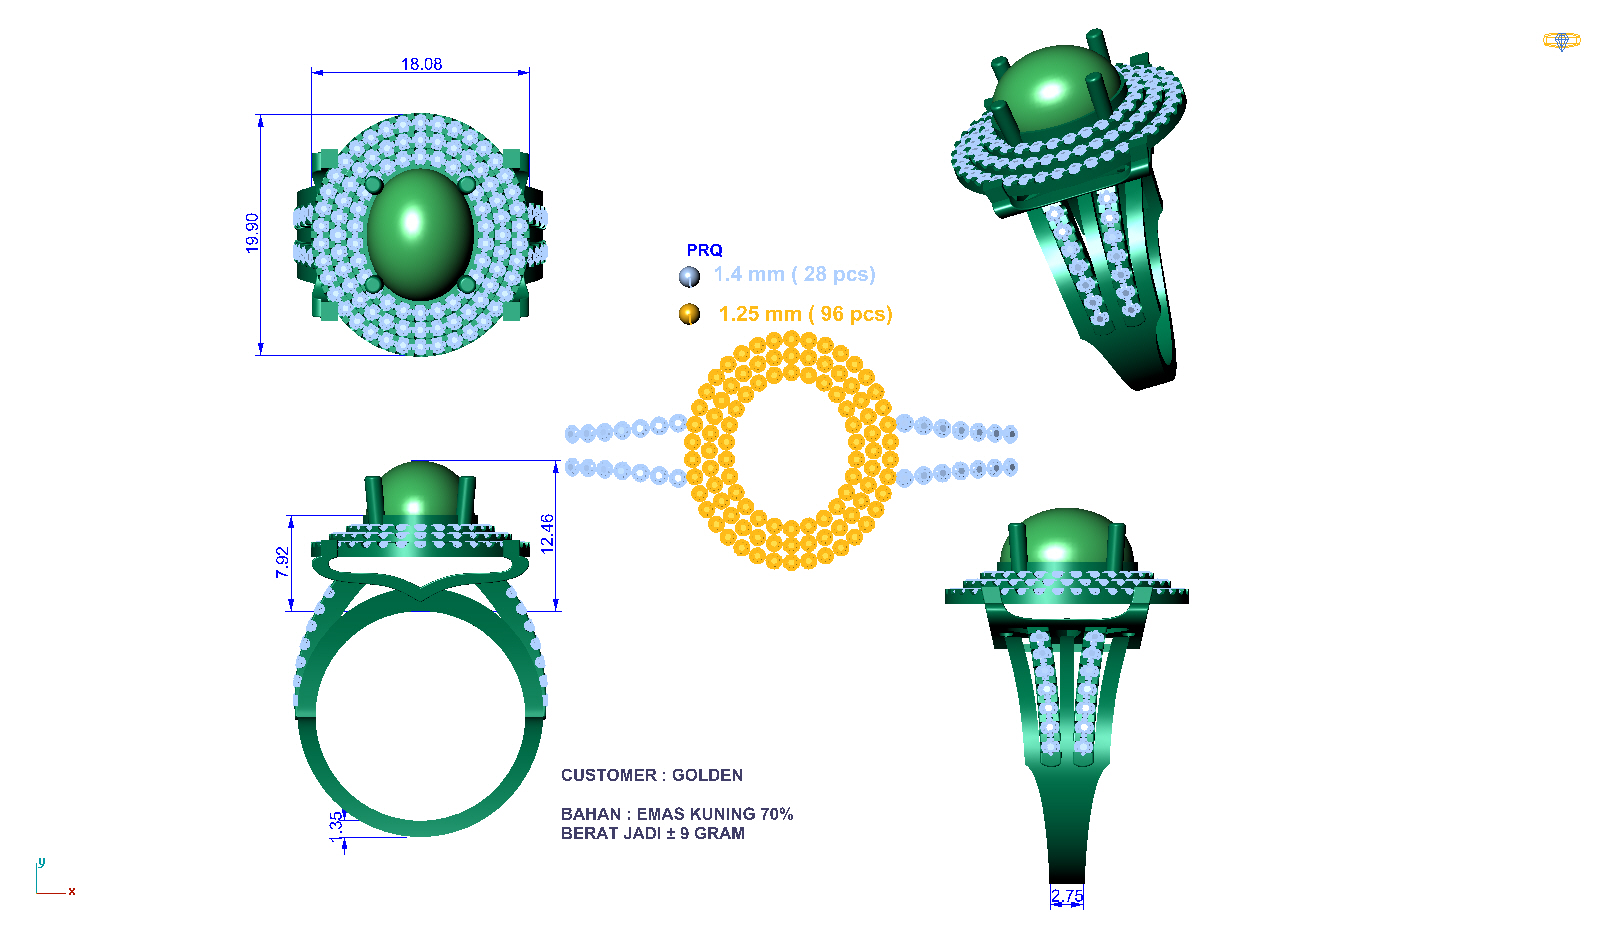 18.08
19.90
PRQ
1.4 mm ( 28 pcs)
1.25 mm ( 96 pcs)
7.92
12.46
1.35
CUSTOMER : GOLDEN
BAHAN : EMAS KUNING 70%
BERAT JADI ± 9 GRAM
2.75
y
x